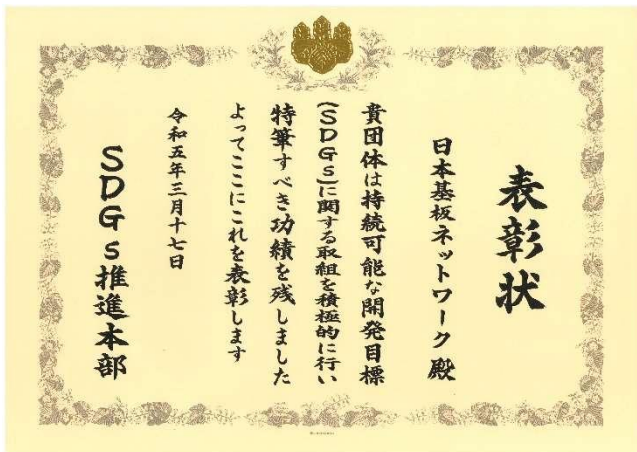 表彰状
日本基板ネットワーク 殿
貴団体は持続可能な開発目標
(SDGs)に関する取組を積極的に行い
特筆すべき功績を残しました
よってここにこれを表彰します
令和五年三月十七日
SDGs推進本部